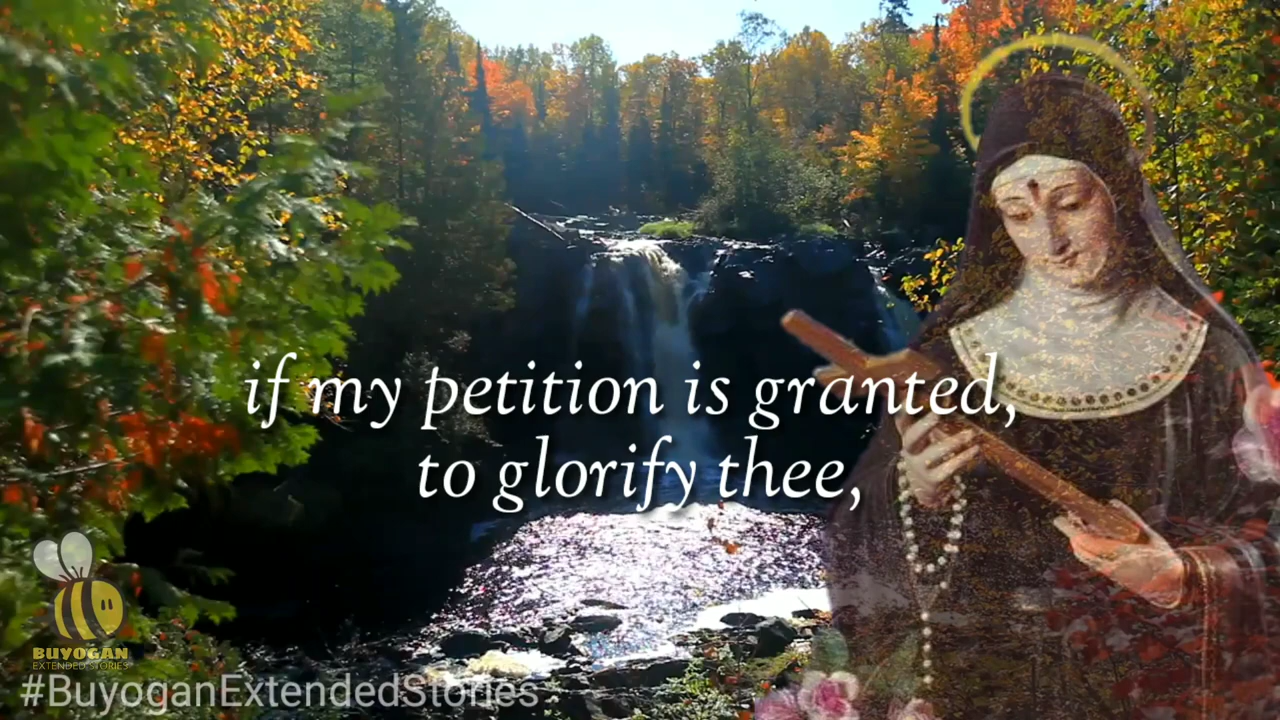 if my petition is granted,
to glorify thee,
BUYOGAN
EXTENDED STORIES
#BuyoganExtendedStories